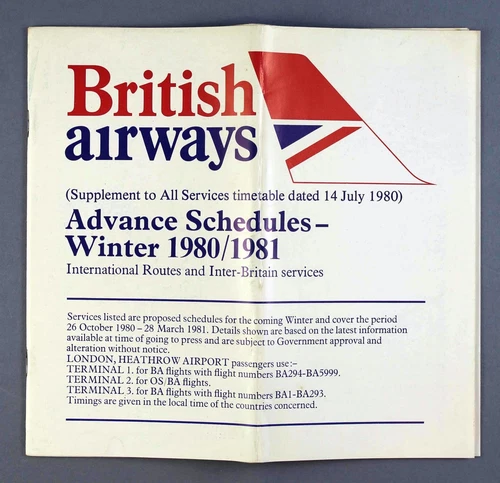 British
airways
(Supplement to All Services timetable dated 14 July 1980)
Advance Schedules–
Winter 1980/1981
International Routes and Inter-Britain services
Services listed are proposed schedules for the coming Winter and cover the period
26 October 1980 – 28 March 1981. Details shown are based on the latest information
available at time of going to press and are subject to Government approval and
alteration without notice.
LONDON, HEATHROW AIRPORT passengers use:–
TERMINAL 1. for BA flights with flight numbers BA294-BA5999.
TERMINAL 2. for OS/BA flights.
TERMINAL 3. for BA flights with flight numbers BA1-BA293.
Timings are given in the local time of the countries concerned.